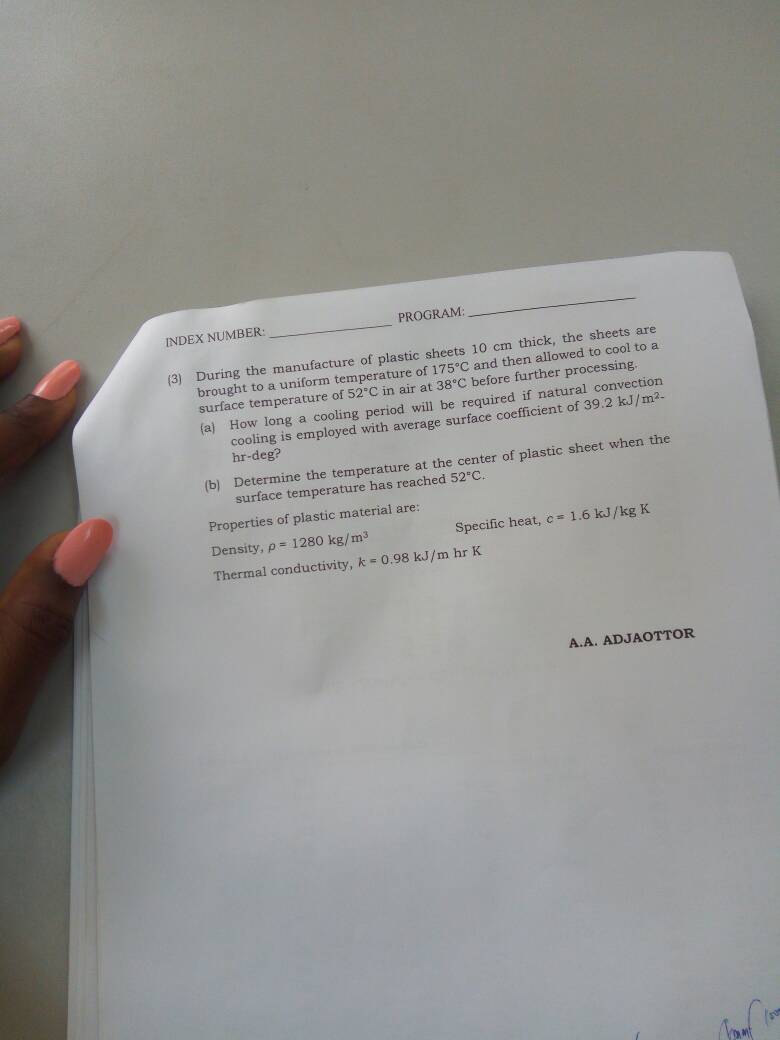 INDEX NUMBER: PROGRAM:
(3) During the manufacture of plastic sheets 10 cm thick, the sheets are
brought to a uniform temperature of 175°C and then allowed to cool to a
surface temperature of 52°C in air at 38°C before further processing.
(a) How long a cooling period will be required if natural convection
cooling is employed with average surface coefficient of 39.2 kJ/m²-
hr-deg?
(b) Determine the temperature at the center of plastic sheet when the
surface temperature has reached 52°C.
Properties of plastic material are:
Density, ρ = 1280 kg/m³ Specific heat, c = 1.6 kJ/kg K
Thermal conductivity, k = 0.98 kJ/m hr K
A.A. ADJAOTTOR